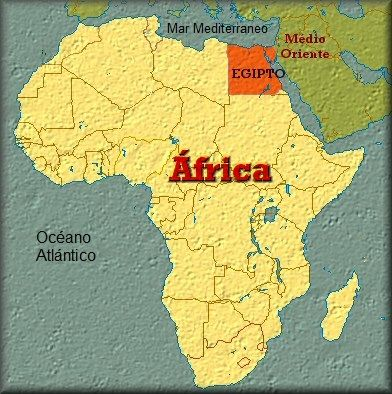 Mar Mediterraneo
Medio
Oriente
EGIPTO
África
Océano
Atlántico